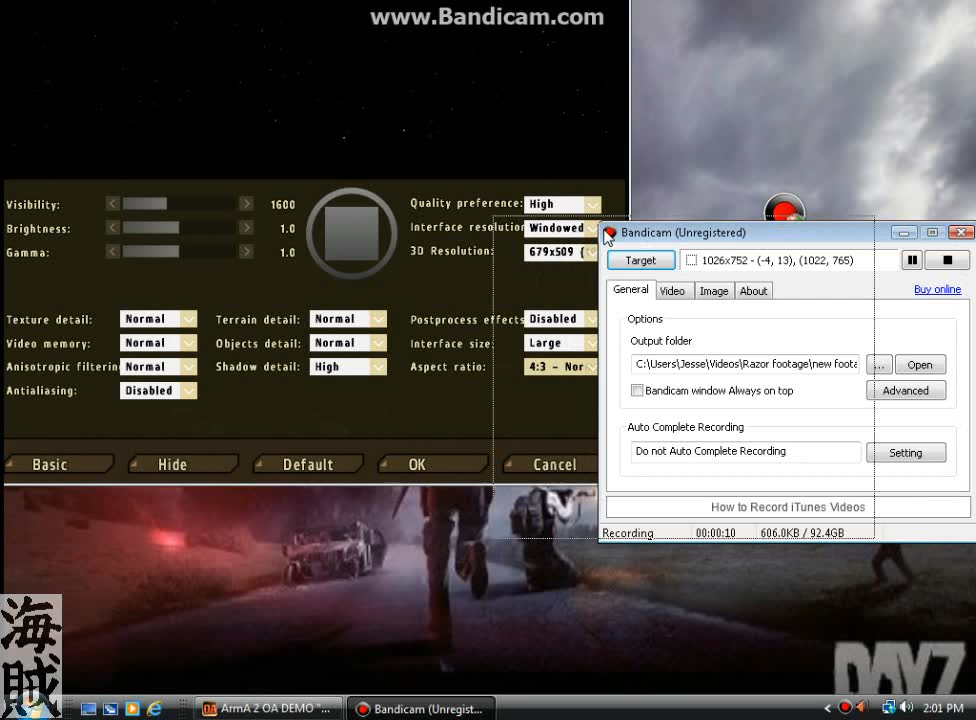 www.Bandicam.com
Visibility: 1600
Brightness: 1.0
Gamma: 1.0
Quality preference: High
Interface resolution Windowed
3D Resolution: 679x509 (
Texture detail: Normal
Video memory: Normal
Anisotropic filterin Normal
Antialiasing: Disabled
Terrain detail: Normal
Objects detail: Normal
Shadow detail: High
Postprocess effects Disabled
Interface size: Large
Aspect ratio: 4:3 - Nor
Basic
Hide
Default
OK
Cancel
Bandicam (Unregistered)
Target
1026x752 - (-4, 13), (1022, 765)
General
Video
Image
About
Buy online
Options
Output folder
C:\Users\Jesse\Videos\Razor footage\new foota
...
Open
Bandicam window Always on top
Advanced
Auto Complete Recording
Do not Auto Complete Recording
Setting
How to Record iTunes Videos
Recording 00:00:10 606.0KB / 92.4GB
海
賊
DAYZ
ArmA 2 OA DEMO "...
Bandicam (Unregist...
2:01 PM